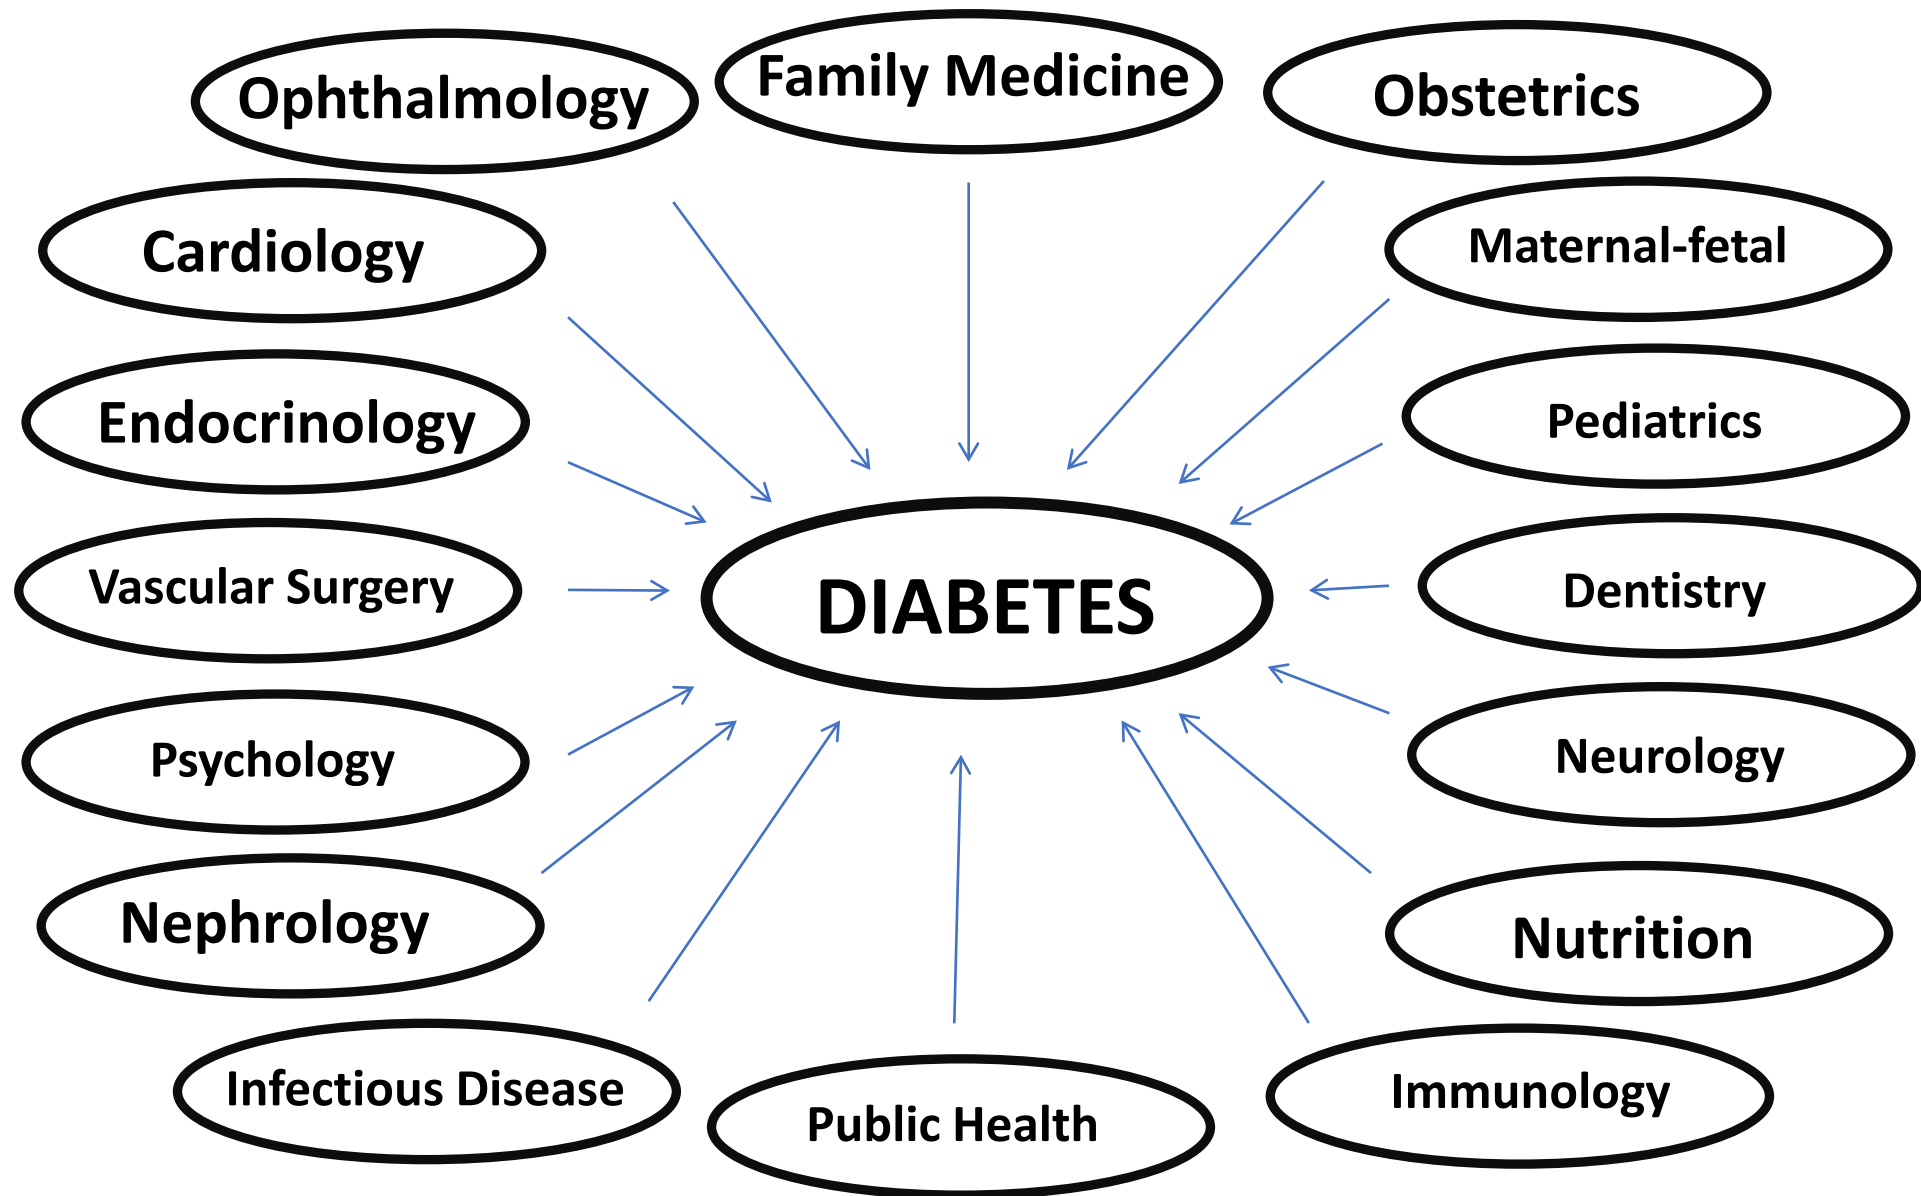 Family Medicine
Ophthalmology
Obstetrics
Cardiology
Maternal-fetal
Endocrinology
Pediatrics
Vascular Surgery
DIABETES
Dentistry
Psychology
Neurology
Nephrology
Nutrition
Infectious Disease
Public Health
Immunology